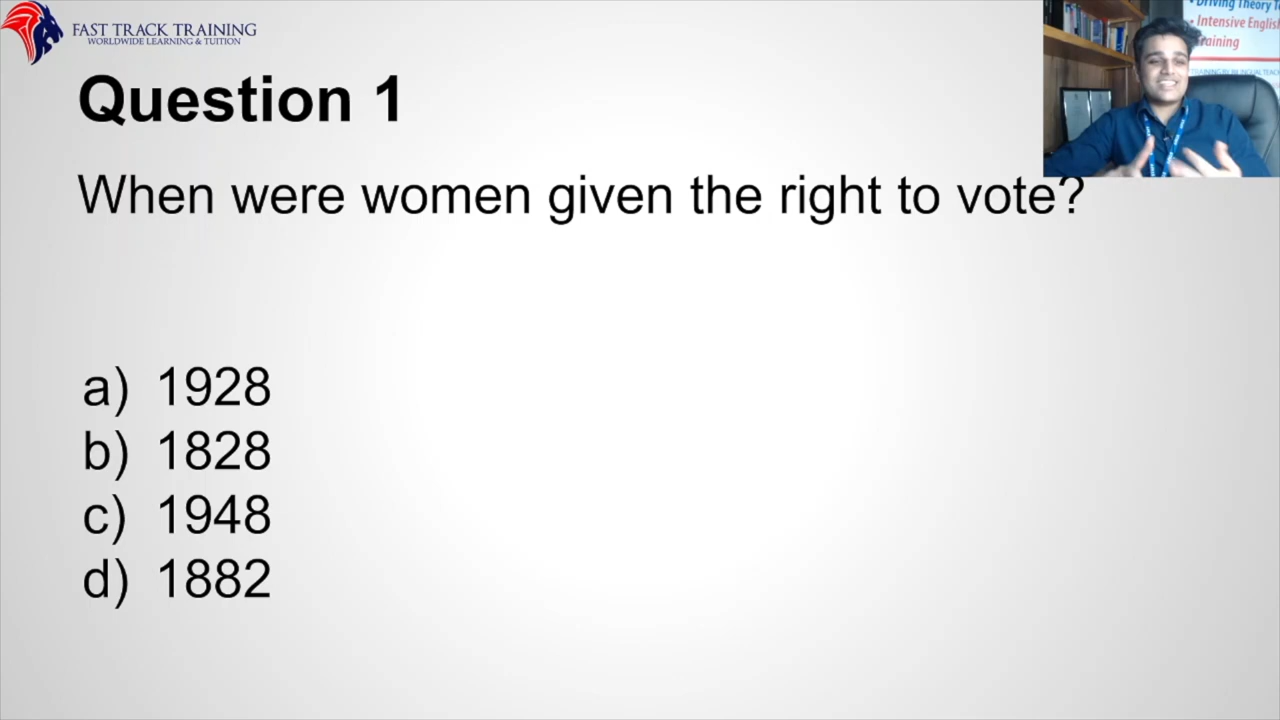 FAST TRACK TRAINING
WORLDWIDE LEARNING & TUITION
• Driving Theory
• Intensive English
Training
Question 1
When were women given the right to vote?
a) 1928
b) 1828
c) 1948
d) 1882